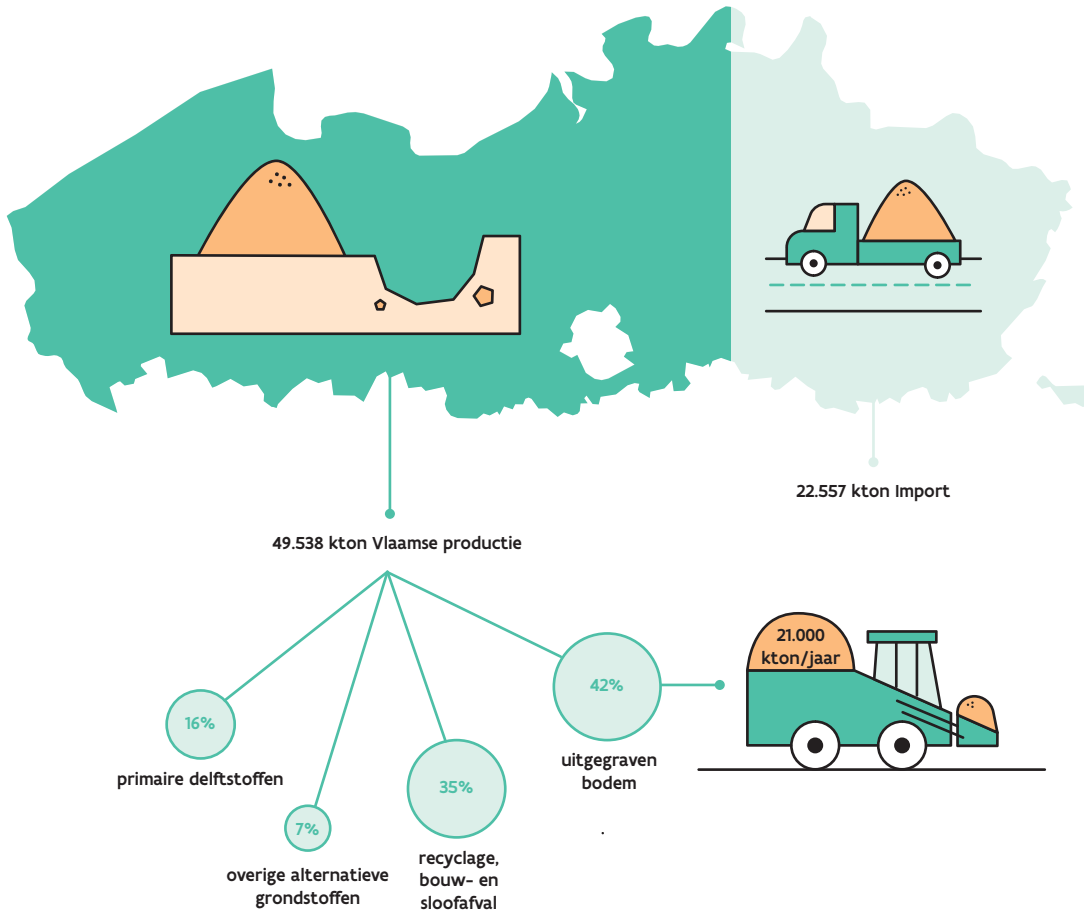 22.557 kton Import
49.538 kton Vlaamse productie
21.000
kton/jaar
42%
uitgegraven
bodem
.
16%
primaire delftstoffen
35%
recyclage,
bouw- en
sloofafval
7%
overige alternatieve
grondstoffen